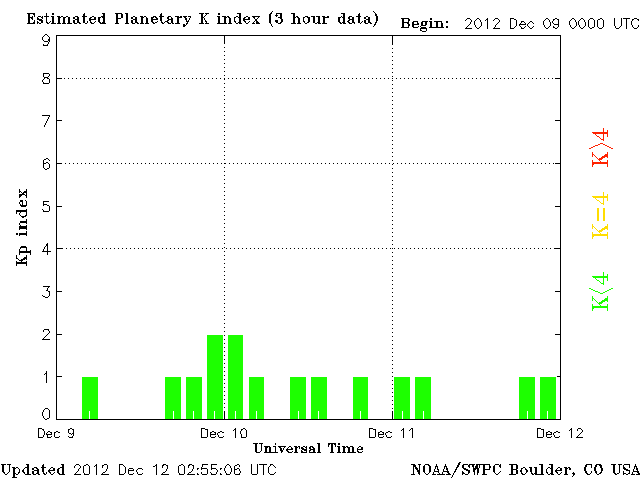 Estimated Planetary K index (3 hour data) Begin: 2012 Dec 09 0000 UTC
9
8
7
6
5
4
3
2
1
0
Kp index
K>4
K=4
K<4
Dec 9 Dec 10 Dec 11 Dec 12
Universal Time
Updated 2012 Dec 12 02:55:06 UTC NOAA/SWPC Boulder, CO USA